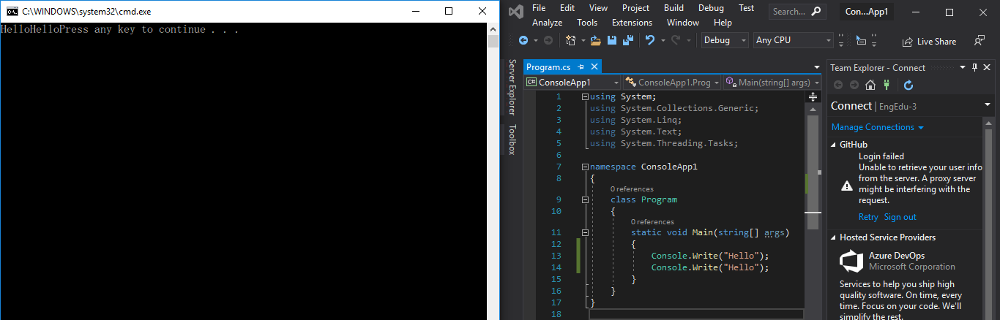 C:\WINDOWS\system32\cmd.exe
HelloHelloPress any key to continue . . .
File Edit View Project Build Debug Test
Analyze Tools Extensions Window Help
Search...
Con...App1
Debug Any CPU
Live Share
Server Explorer
Toolbox
Program.cs
C# ConsoleApp1 ConsoleApp1.Prog Main(string[] args)
1 using System;
2 using System.Collections.Generic;
3 using System.Linq;
4 using System.Text;
5 using System.Threading.Tasks;
6
7 namespace ConsoleApp1
8 {
0 references
9 class Program
10 {
0 references
11 static void Main(string[] args)
12 {
13 Console.Write("Hello");
14 Console.Write("Hello");
15 }
16 }
17 }
18
Team Explorer - Connect
Connect | EngEdu-3
Manage Connections
GitHub
Login failed
Unable to retrieve your user info
from the server. A proxy server
might be interfering with the
request.
Retry Sign out
Hosted Service Providers
Azure DevOps
Microsoft Corporation
Services to help you ship high
quality software. On time, every
time. Focus on your code. We'll
simplify the rest.